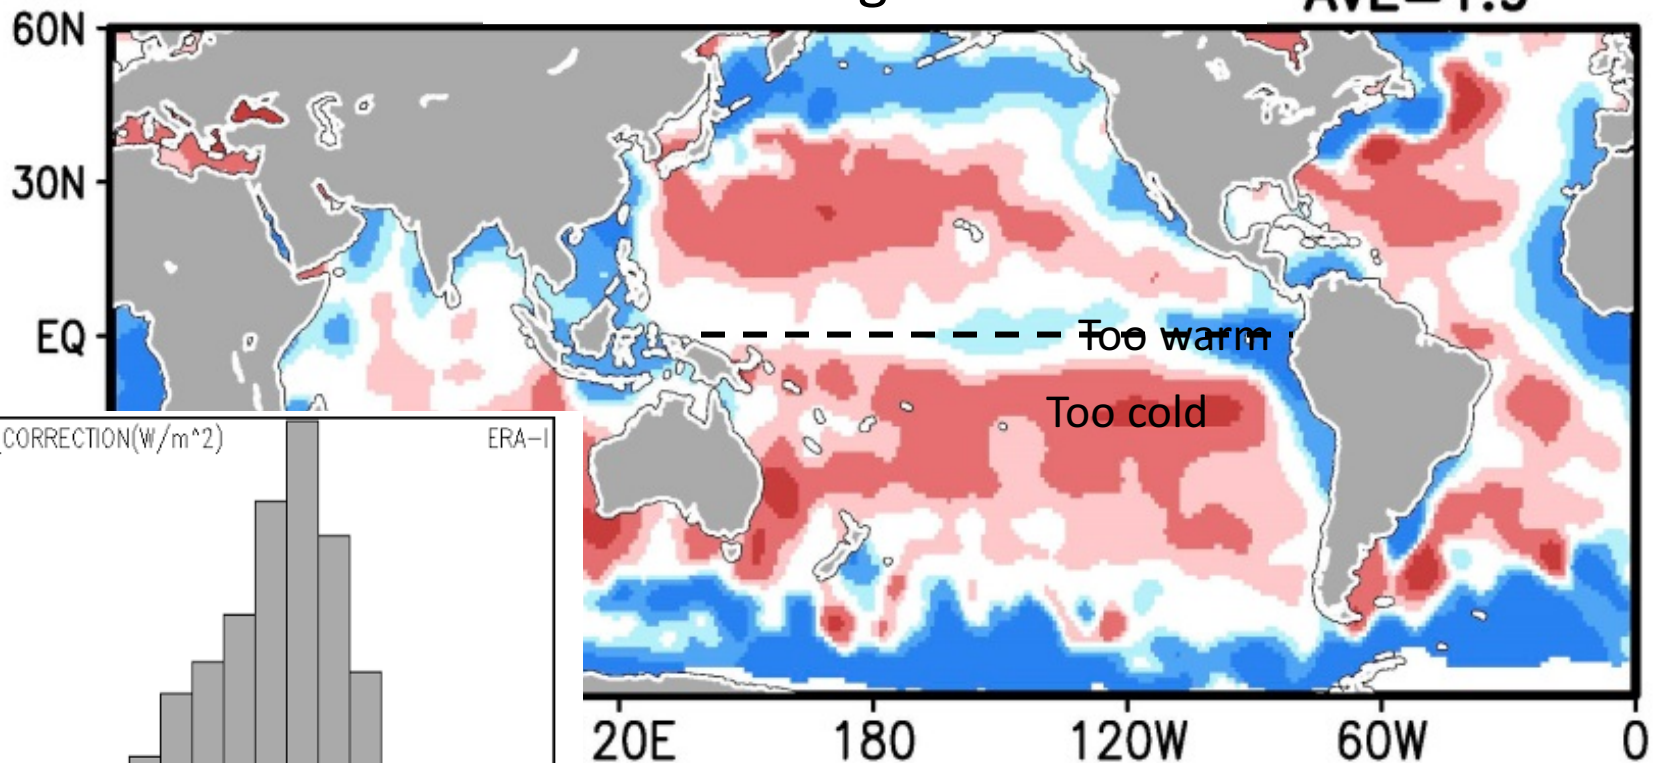 60N
30N
EQ
Too warm
Too cold
CORRECTION(W/m^2) ERA-I
20E 180 120W 60W 0